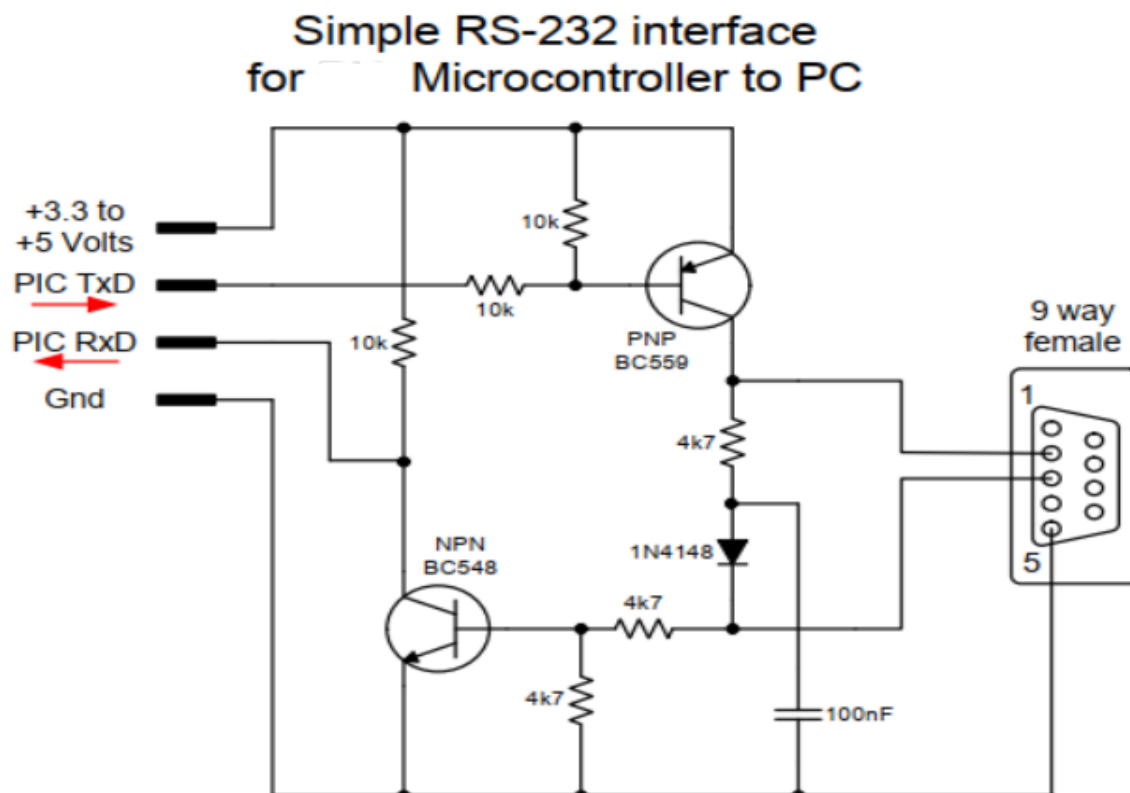 Simple RS-232 interface
for Microcontroller to PC
+3.3 to
+5 Volts
PIC TxD
PIC RxD
Gnd
10k
10k
10k
PNP
BC559
9 way
female
1
5
4k7
1N4148
NPN
BC548
4k7
4k7
100nF